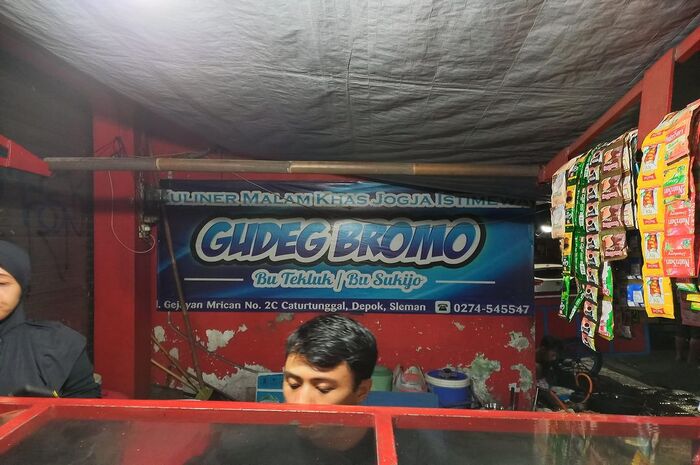 Kuliner Malam Khas Jogja Istimewa
GUDEG BROMO
Bu Tekluk / Bu Sukijo
Jl. Gejayan Mrican No. 2C Caturtunggal, Depok, Sleman ☎ 0274-545547